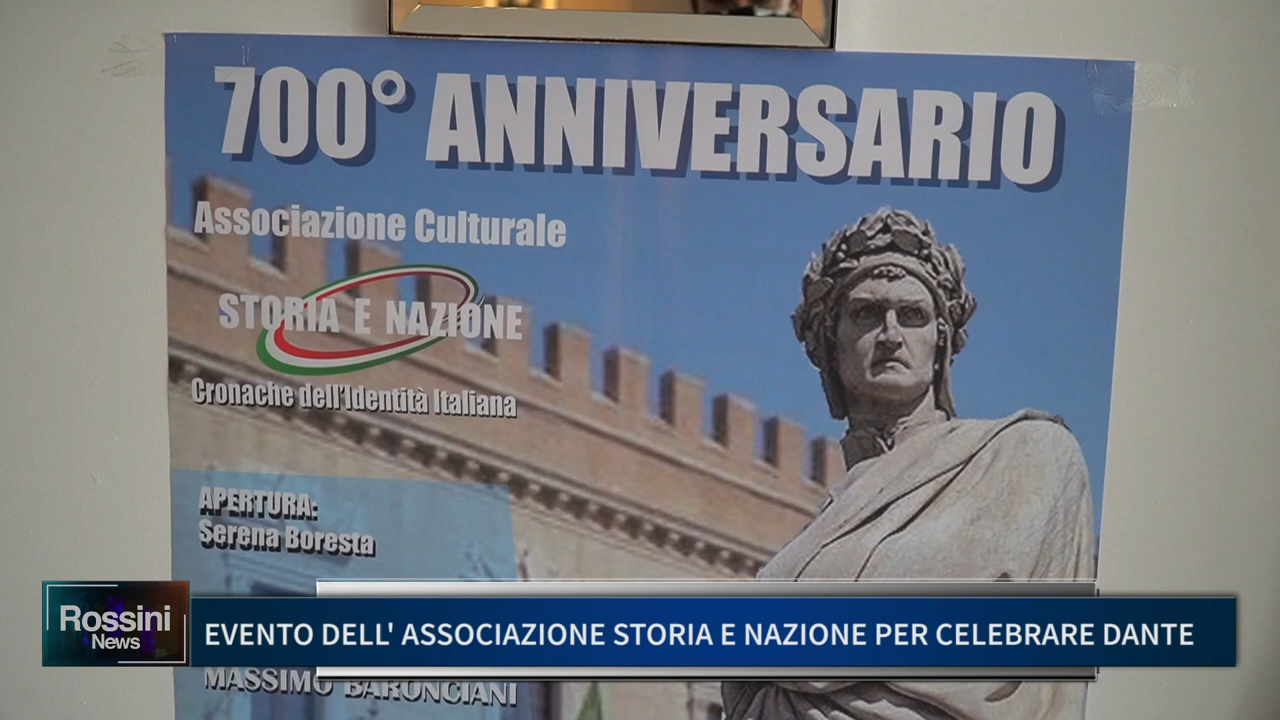 700° ANNIVERSARIO
Associazione Culturale
STORIA E NAZIONE
Cronache dell'Identità Italiana
APERTURA:
Serena Boresta
Rossini
News
EVENTO DELL' ASSOCIAZIONE STORIA E NAZIONE PER CELEBRARE DANTE
MASSIMO BARONCIANI